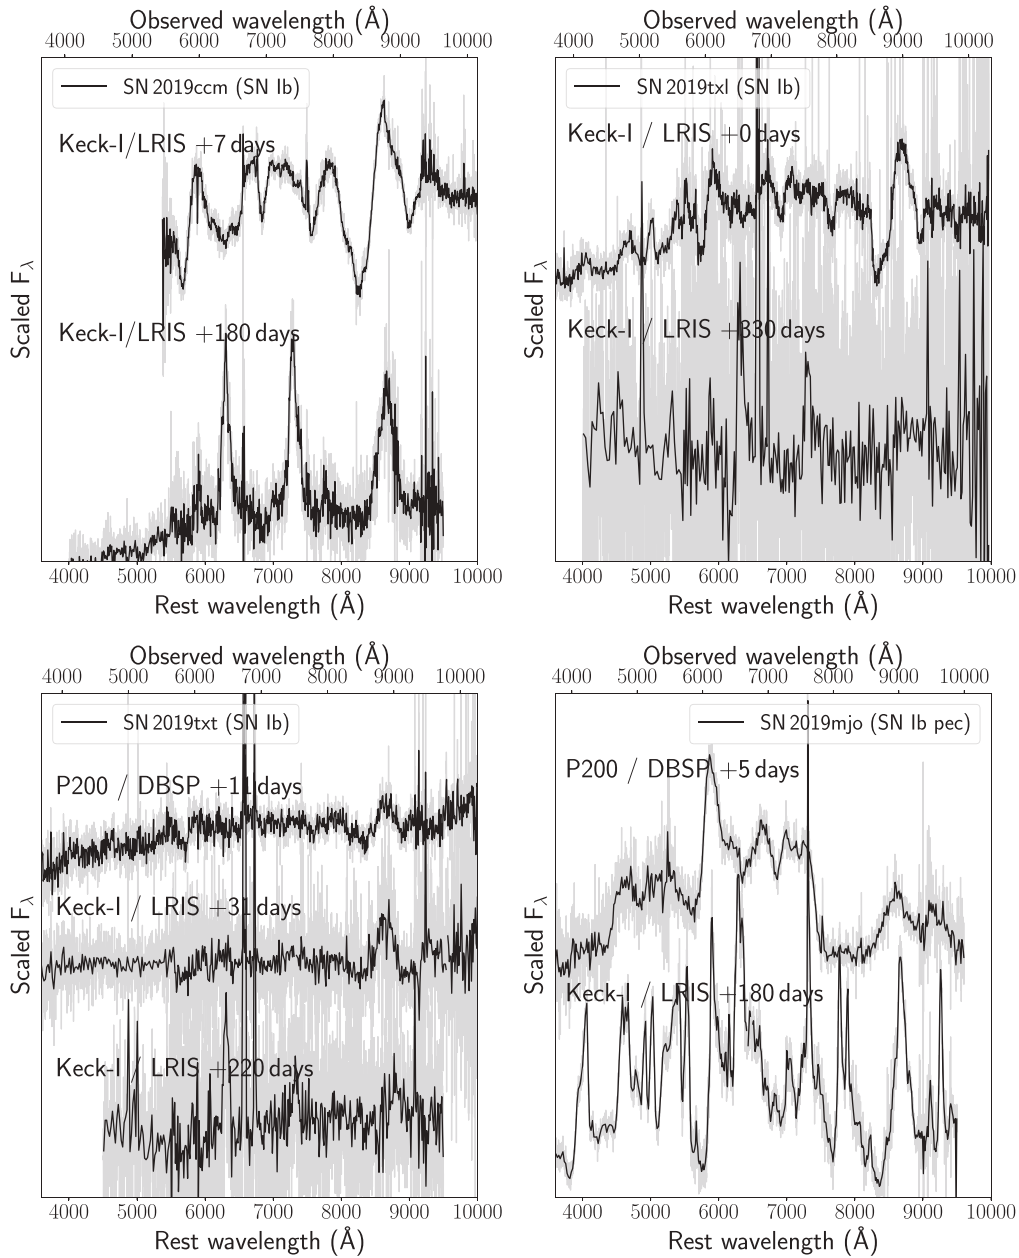 Observed wavelength (Å)
4000 5000 6000 7000 8000 9000 10000
SN 2019ccm (SN Ib)
Keck-I/LRIS +7 days
Keck-I/LRIS +180 days
Scaled Fλ
4000 5000 6000 7000 8000 9000 10000
Rest wavelength (Å)
Observed wavelength (Å)
4000 5000 6000 7000 8000 9000 10000
SN 2019txl (SN Ib)
Keck-I / LRIS +0 days
Keck-I / LRIS +330 days
Scaled Fλ
4000 5000 6000 7000 8000 9000 10000
Rest wavelength (Å)
Observed wavelength (Å)
4000 5000 6000 7000 8000 9000 10000
SN 2019txt (SN Ib)
P200 / DBSP +11 days
Keck-I / LRIS +31 days
Keck-I / LRIS +220 days
Scaled Fλ
4000 5000 6000 7000 8000 9000 10000
Rest wavelength (Å)
Observed wavelength (Å)
4000 5000 6000 7000 8000 9000 10000
SN 2019mjo (SN Ib pec)
P200 / DBSP +5 days
Keck-I / LRIS +180 days
Scaled Fλ
4000 5000 6000 7000 8000 9000 10000
Rest wavelength (Å)